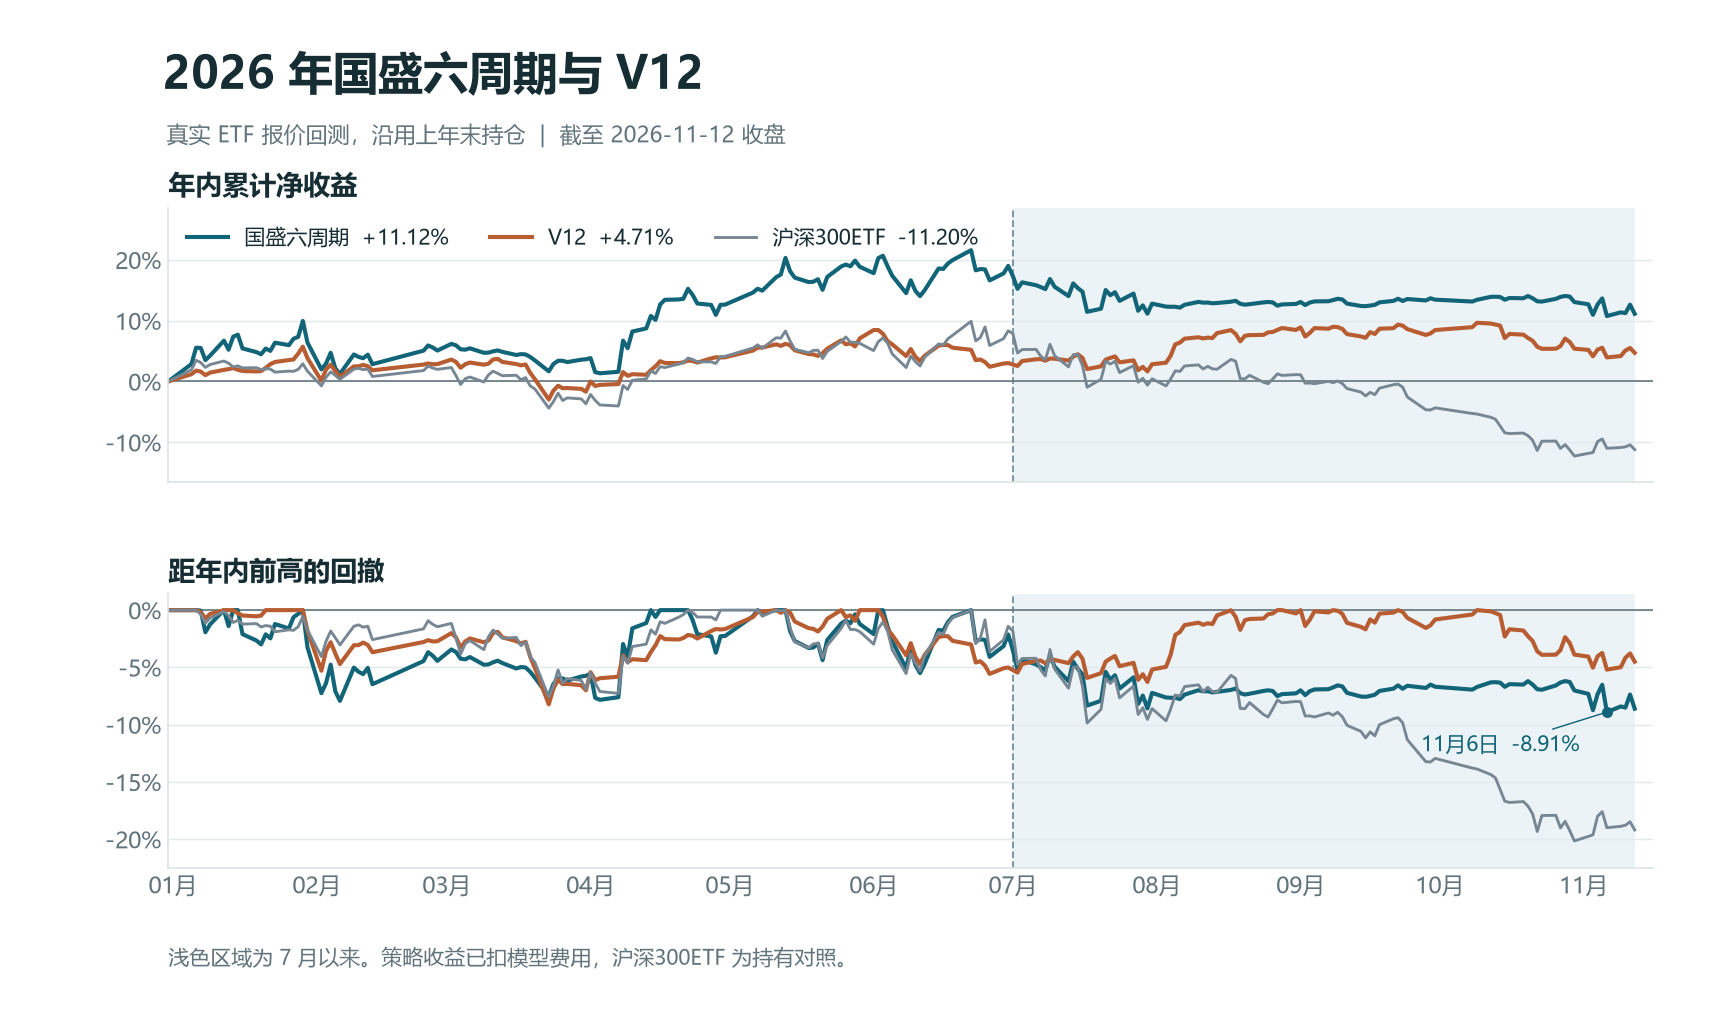 2026 年国盛六周期与 V12
真实 ETF 报价回测，沿用上年末持仓 | 截至 2026-11-12 收盘
年内累计净收益
国盛六周期 +11.12% V12 +4.71% 沪深300ETF -11.20%
20%
10%
0%
-10%
距年内前高的回撤
0%
-5%
-10%
11月6日 -8.91%
-15%
-20%
01月 02月 03月 04月 05月 06月 07月 08月 09月 10月 11月
浅色区域为 7 月以来。策略收益已扣模型费用，沪深300ETF 为持有对照。